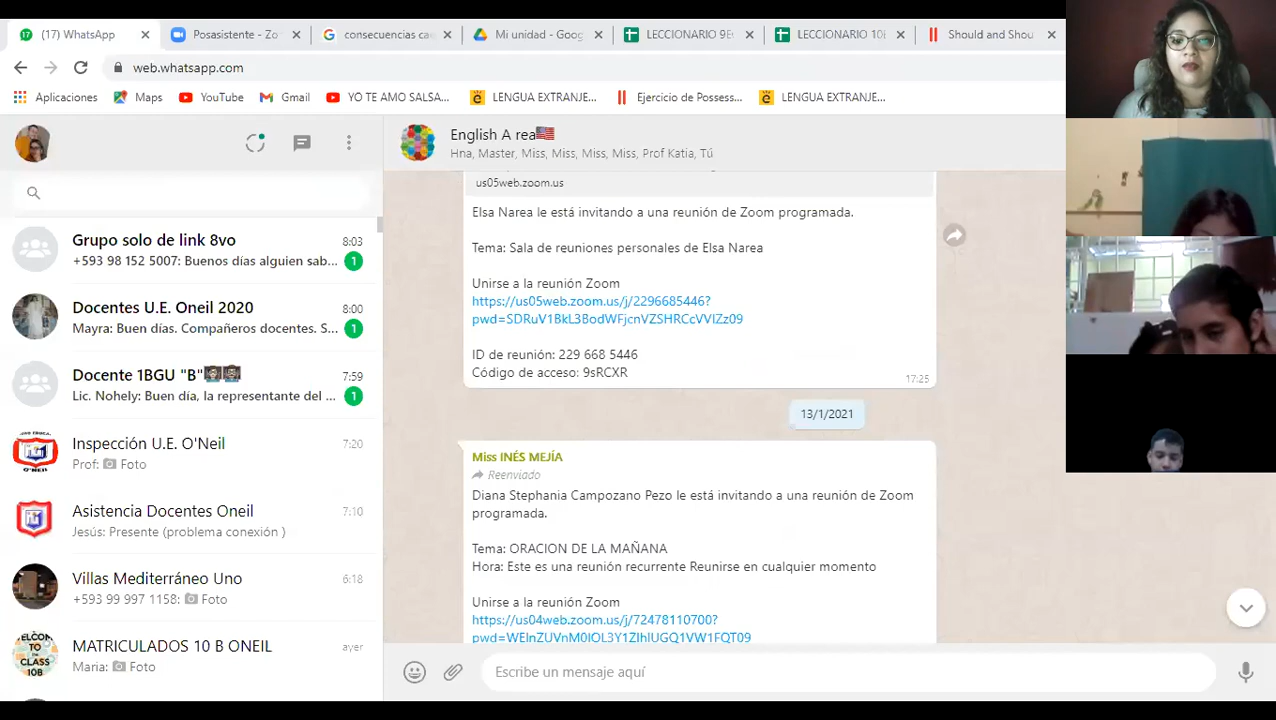 (17) WhatsApp
Posasistente - Zo
consecuencias cae
Mi unidad - Goog
LECCIONARIO 9E
LECCIONARIO 10E
Should and Shou
web.whatsapp.com
Aplicaciones
Maps
YouTube
Gmail
YO TE AMO SALSA...
LENGUA EXTRANJE...
Ejercicio de Possess...
LENGUA EXTRANJE...
English A rea
Hna, Master, Miss, Miss, Miss, Miss, Prof Katia, Tú
Grupo solo de link 8vo
8:03
+593 98 152 5007: Buenos días alguien sab...
1
Docentes U.E. Oneil 2020
8:00
Mayra: Buen días. Compañeros docentes. S...
1
Docente 1BGU "B"
7:59
Lic. Nohely: Buen día, la representante del ...
1
Inspección U.E. O'Neil
7:20
Prof: Foto
Asistencia Docentes Oneil
7:10
Jesús: Presente (problema conexión )
Villas Mediterráneo Uno
6:18
+593 99 997 1158: Foto
MATRICULADOS 10 B ONEIL
ayer
Maria: Foto
us05web.zoom.us
Elsa Narea le está invitando a una reunión de Zoom programada.
Tema: Sala de reuniones personales de Elsa Narea
Unirse a la reunión Zoom
https://us05web.zoom.us/j/2296685446?
pwd=SDRuV1BkL3BodWFjcnVZSHRCcVVIZz09
ID de reunión: 229 668 5446
Código de acceso: 9sRCXR
17:25
13/1/2021
Miss INÉS MEJÍA
Reenviado
Diana Stephania Campozano Pezo le está invitando a una reunión de Zoom
programada.
Tema: ORACION DE LA MAÑANA
Hora: Este es una reunión recurrente Reunirse en cualquier momento
Unirse a la reunión Zoom
https://us04web.zoom.us/j/72478110700?
pwd=WElnZUVnM0lOL3Y1ZlhlUGQ1VW1FQT09
Escribe un mensaje aquí